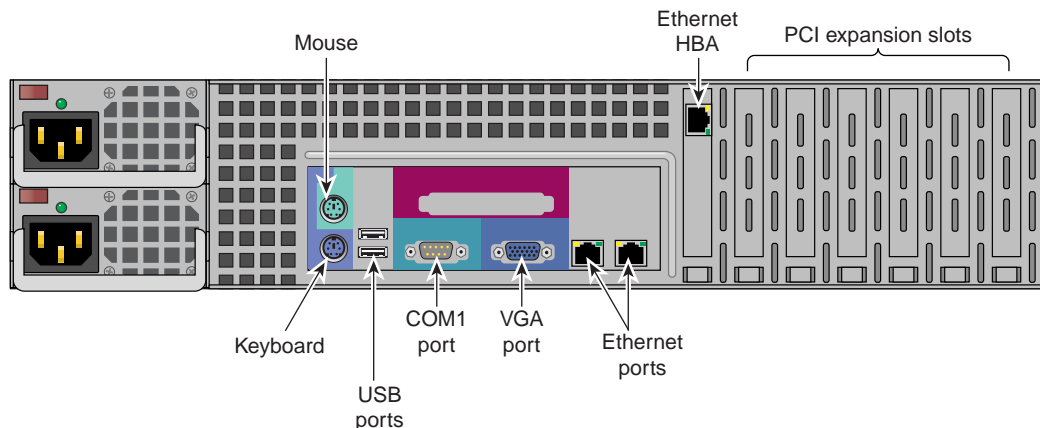 Ethernet
HBA
PCI expansion slots
Mouse
Keyboard
USB
ports
COM1
port
VGA
port
Ethernet
ports